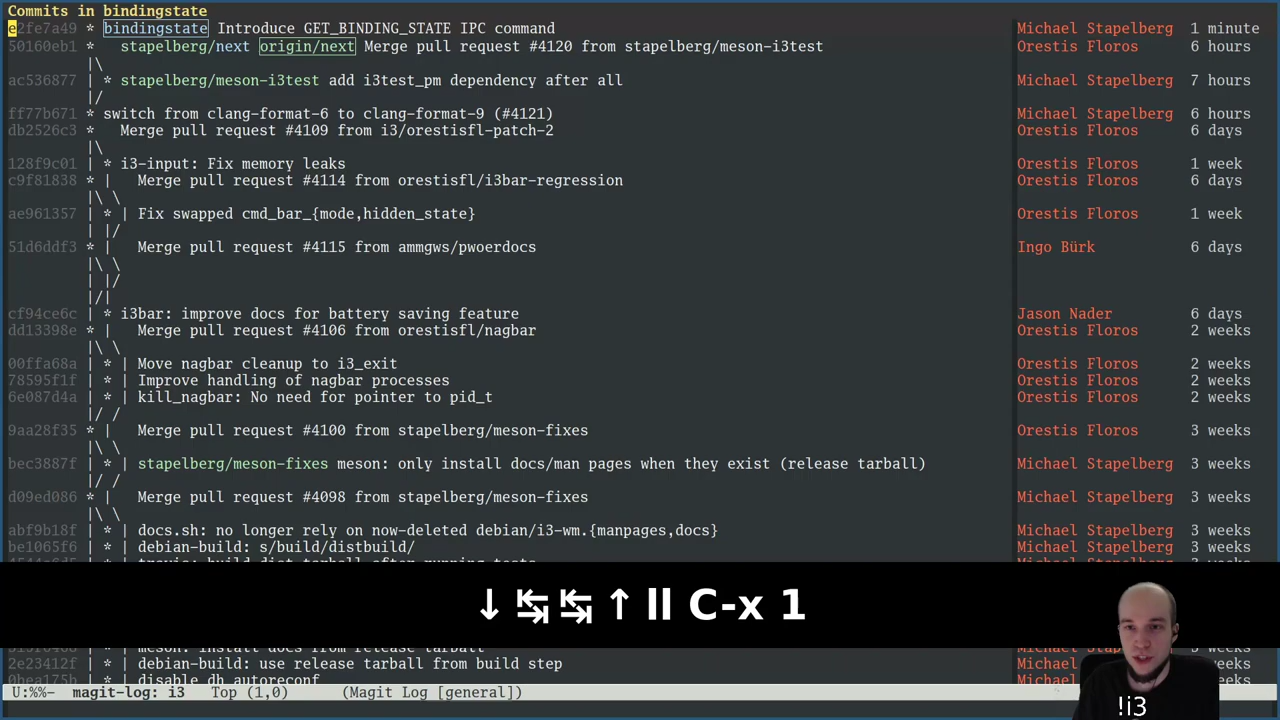 Commits in bindingstate
e2fe7a49 * bindingstate Introduce GET_BINDING_STATE IPC command Michael Stapelberg 1 minute
50160eb1 * stapelberg/next origin/next Merge pull request #4120 from stapelberg/meson-i3test Orestis Floros 6 hours
|\
ac536877 | * stapelberg/meson-i3test add i3test_pm dependency after all Michael Stapelberg 7 hours
|/
ff77b671 * switch from clang-format-6 to clang-format-9 (#4121) Michael Stapelberg 6 hours
db2526c3 * Merge pull request #4109 from i3/orestisfl-patch-2 Orestis Floros 6 days
|\
128f9c01 | * i3-input: Fix memory leaks Orestis Floros 1 week
c9f81838 * | Merge pull request #4114 from orestisfl/i3bar-regression Orestis Floros 6 days
|\ \
ae961357 | * | Fix swapped cmd_bar_{mode,hidden_state} Orestis Floros 1 week
| |/
51d6ddf3 * | Merge pull request #4115 from ammgws/pwoerdocs Ingo Bürk 6 days
|\ \
| |/
|/|
cf94ce6c | * i3bar: improve docs for battery saving feature Jason Nader 6 days
dd13398e * | Merge pull request #4106 from orestisfl/nagbar Orestis Floros 2 weeks
|\ \
00ffa68a | * | Move nagbar cleanup to i3_exit Orestis Floros 2 weeks
78595f1f | * | Improve handling of nagbar processes Orestis Floros 2 weeks
6e087d4a | * | kill_nagbar: No need for pointer to pid_t Orestis Floros 2 weeks
|/ /
9aa28f35 * | Merge pull request #4100 from stapelberg/meson-fixes Orestis Floros 3 weeks
|\ \
bec3887f | * | stapelberg/meson-fixes meson: only install docs/man pages when they exist (release tarball) Michael Stapelberg 3 weeks
|/ /
d09ed086 * | Merge pull request #4098 from stapelberg/meson-fixes Michael Stapelberg 3 weeks
|\ \
abf9b18f | * | docs.sh: no longer rely on now-deleted debian/i3-wm.{manpages,docs} Michael Stapelberg 3 weeks
be1065f6 | * | debian-build: s/build/distbuild/ Michael Stapelberg 3 weeks
↓ ↹ ↹ ↑ ll C-x 1
| * | meson: install docs from release tarball Michael 3 weeks
2e23412f | * | debian-build: use release tarball from build step Michael 3 weeks
0hea175b | * | disable dh_autoreconf Michael 3 weeks
U:%%- magit-log: i3 Top (1,0) (Magit Log [general])
!i3